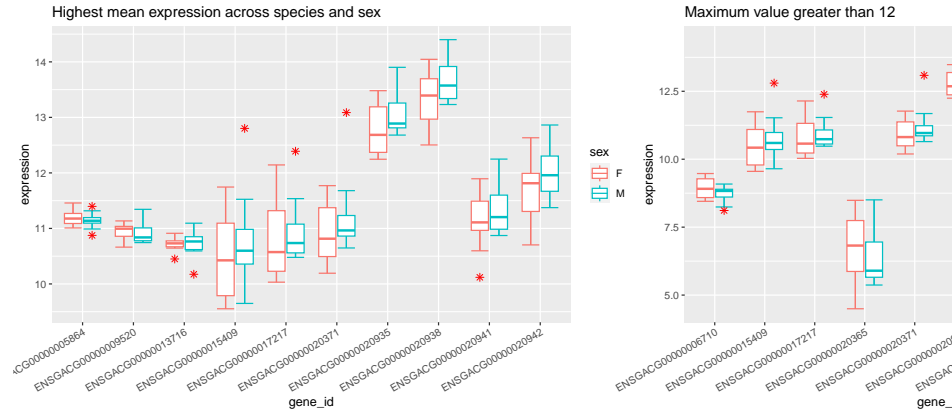 Highest mean expression across species and sex
14
13
12
11
10
expression
CG00000005864
ENSGACG00000009520
ENSGACG00000013716
ENSGACG00000015409
ENSGACG00000017217
ENSGACG00000020371
ENSGACG00000020935
ENSGACG00000020938
ENSGACG00000020941
ENSGACG00000020942
gene_id
sex
F
M
Maximum value greater than 12
12.5
10.0
7.5
5.0
expression
ENSGACG00000006710
ENSGACG00000015409
ENSGACG00000017217
ENSGACG00000020365
ENSGACG00000020371
gene_